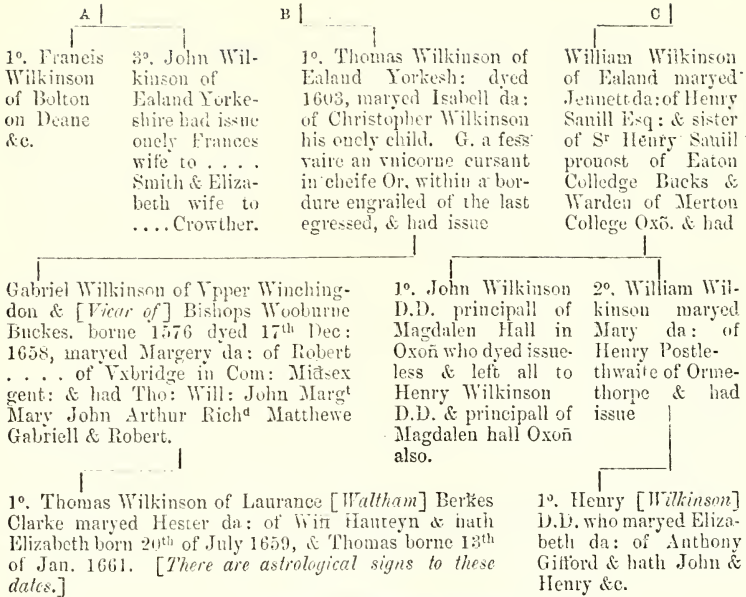 A B C
1º. Francis
Wilkinson
of Bolton
on Deane
&c.
3º. John Wil-
kinson of
Ealand Yorke-
shire had issue
onely Frances
wife to . . . .
Smith & Eliza-
beth wife to
. . . . Crowther.
1º. Thomas Wilkinson of
Ealand Yorkesh: dyed
1603, maryed Isabell da:
of Christopher Wilkinson
his onely child. G. a fess
vaire an vnicorne cursant
in cheife Or, within a bor-
dure engrailed of the last
egressed, & had issue
William Wilkinson
of Ealand maryed
Jennett da: of Henry
Sauill Esq: & sister
of Sr Henry Sauill
prouost of Eaton
Colledge Bucks &
Warden of Merton
College Oxõ. & had
Gabriel Wilkinson of Vpper Winching-
don & [Vicar of] Bishops Wooburne
Buckes. borne 1576 dyed 17th Dec:
1658, maryed Margery da: of Robert
. . . . of Vxbridge in Com: Midsex
gent: & had Tho: Will: John Margt
Mary John Arthur Richd Matthewe
Gabriell & Robert.
1º. John Wilkinson
D.D. principall of
Magdalen Hall in
Oxoñ who dyed issue-
less & left all to
Henry Wilkinson
D.D. & principall of
Magdalen hall Oxoñ
also.
2º. William Wil-
kinson maryed
Mary da: of
Henry Postle-
thwaite of Orme-
thorpe & had
issue
1º. Thomas Wilkinson of Laurance [Waltham] Berkes
Clarke maryed Hester da: of Wiñ Hauteyn & hath
Elizabeth born 20th of July 1659, & Thomas borne 13th
of Jan. 1661. [There are astrological signs to these
dates.]
1º. Henry [Wilkinson]
D.D. who maryed Eliza-
beth da: of Anthony
Gifford & hath John &
Henry &c.